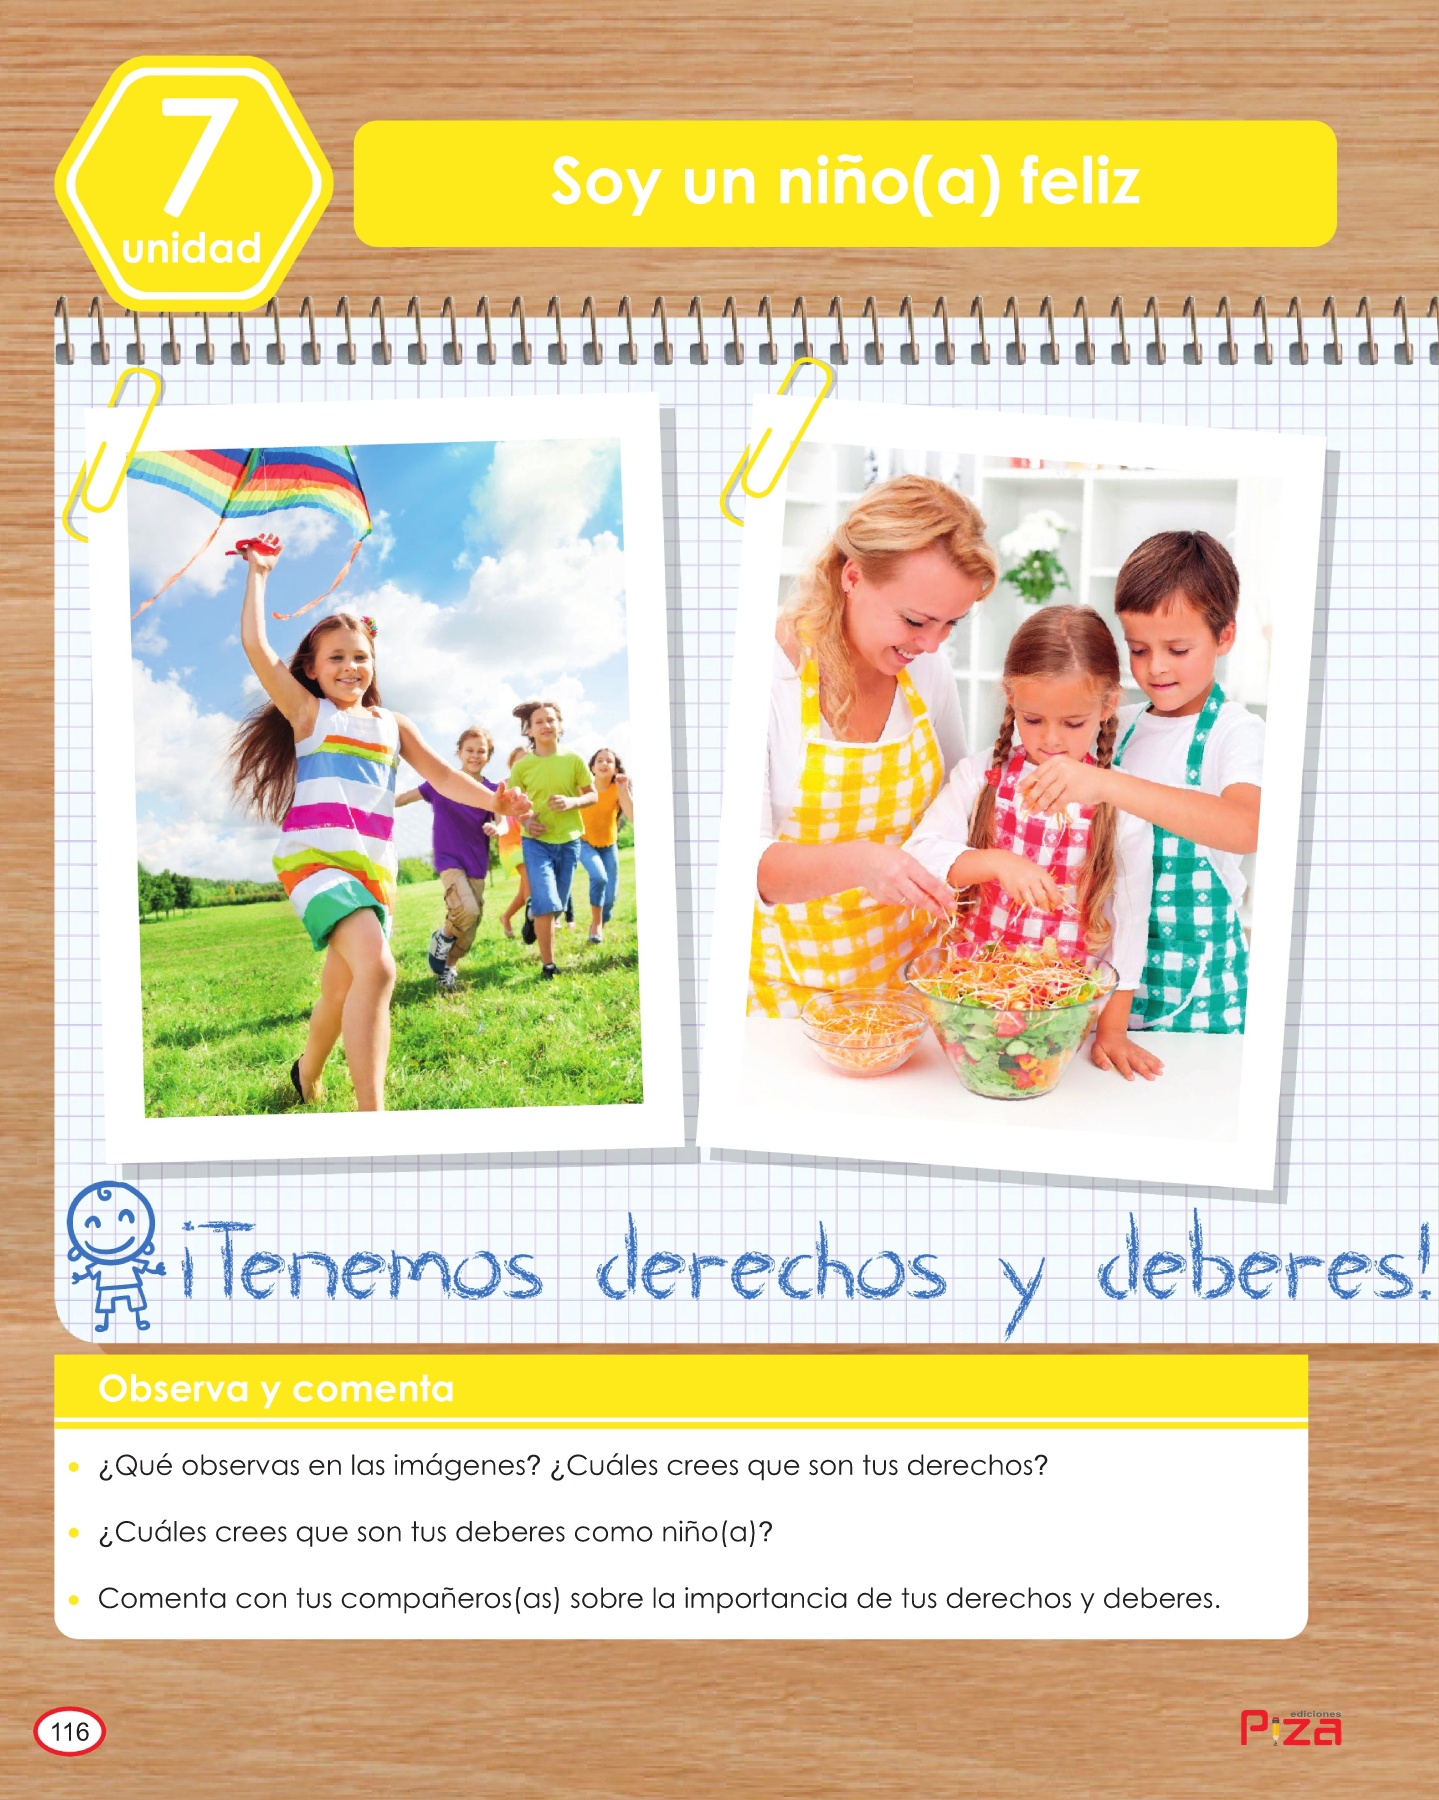 7
unidad
Soy un niño(a) feliz
¡Tenemos derechos y deberes!
Observa y comenta
• ¿Qué observas en las imágenes? ¿Cuáles crees que son tus derechos?
• ¿Cuáles crees que son tus deberes como niño(a)?
• Comenta con tus compañeros(as) sobre la importancia de tus derechos y deberes.
116
ediciones
Piza